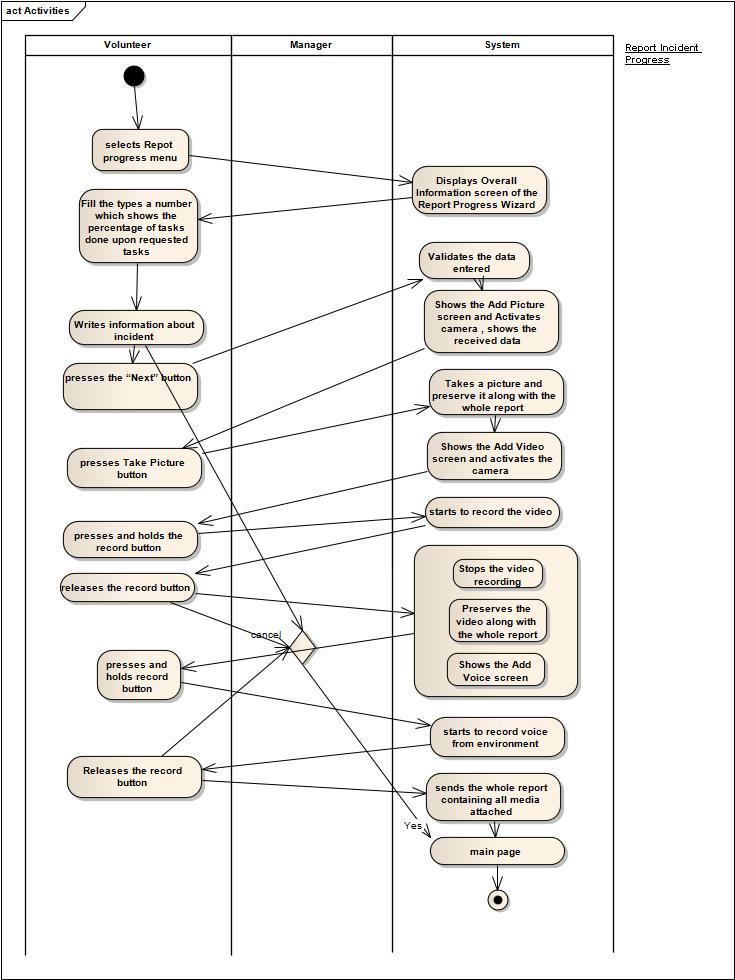 act Activities
Volunteer
Manager
System
Report Incident
Progress
selects Repot
progress menu
Displays Overall
Information screen of the
Report Progress Wizard
Fill the types a number
which shows the
percentage of tasks
done upon requested
tasks
Validates the data
entered
Shows the Add Picture
screen and Activates
camera , shows the
received data
Writes information about
incident
presses the “Next” button
Takes a picture and
preserve it along with the
whole report
Shows the Add Video
screen and activates the
camera
presses Take Picture
button
starts to record the video
presses and holds the
record button
releases the record button
Stops the video
recording
Preserves the
video along with
the whole report
Shows the Add
Voice screen
cancel
presses and
holds record
button
starts to record voice
from environment
Releases the record
button
sends the whole report
containing all media
attached
Yes
main page